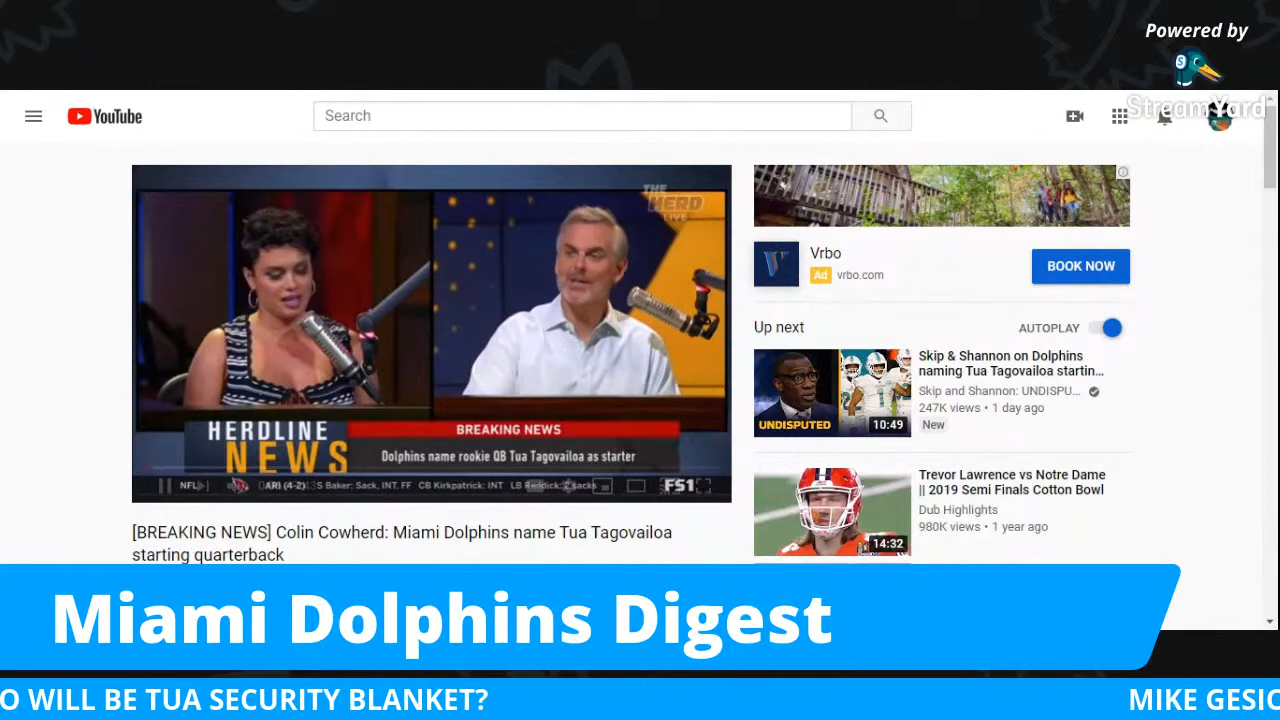 Powered by
StreamYard
YouTube
Search
THE
HERD
LIVE
HERDLINE
NEWS
BREAKING NEWS
Dolphins name rookie QB Tua Tagovailoa as starter
NFL
ARI (4-2)
S Baker: Sack, INT, FF CB Kirkpatrick: INT LB Reddick: 2 sacks
FS1
[BREAKING NEWS] Colin Cowherd: Miami Dolphins name Tua Tagovailoa
starting quarterback
Vrbo
Ad vrbo.com
BOOK NOW
Up next
AUTOPLAY
UNDISPUTED
10:49
Skip & Shannon on Dolphins
naming Tua Tagovailoa startin...
Skip and Shannon: UNDISPU...
247K views • 1 day ago
New
14:32
Trevor Lawrence vs Notre Dame
|| 2019 Semi Finals Cotton Bowl
Dub Highlights
980K views • 1 year ago
Miami Dolphins Digest
O WILL BE TUA SECURITY BLANKET?
MIKE GESIC